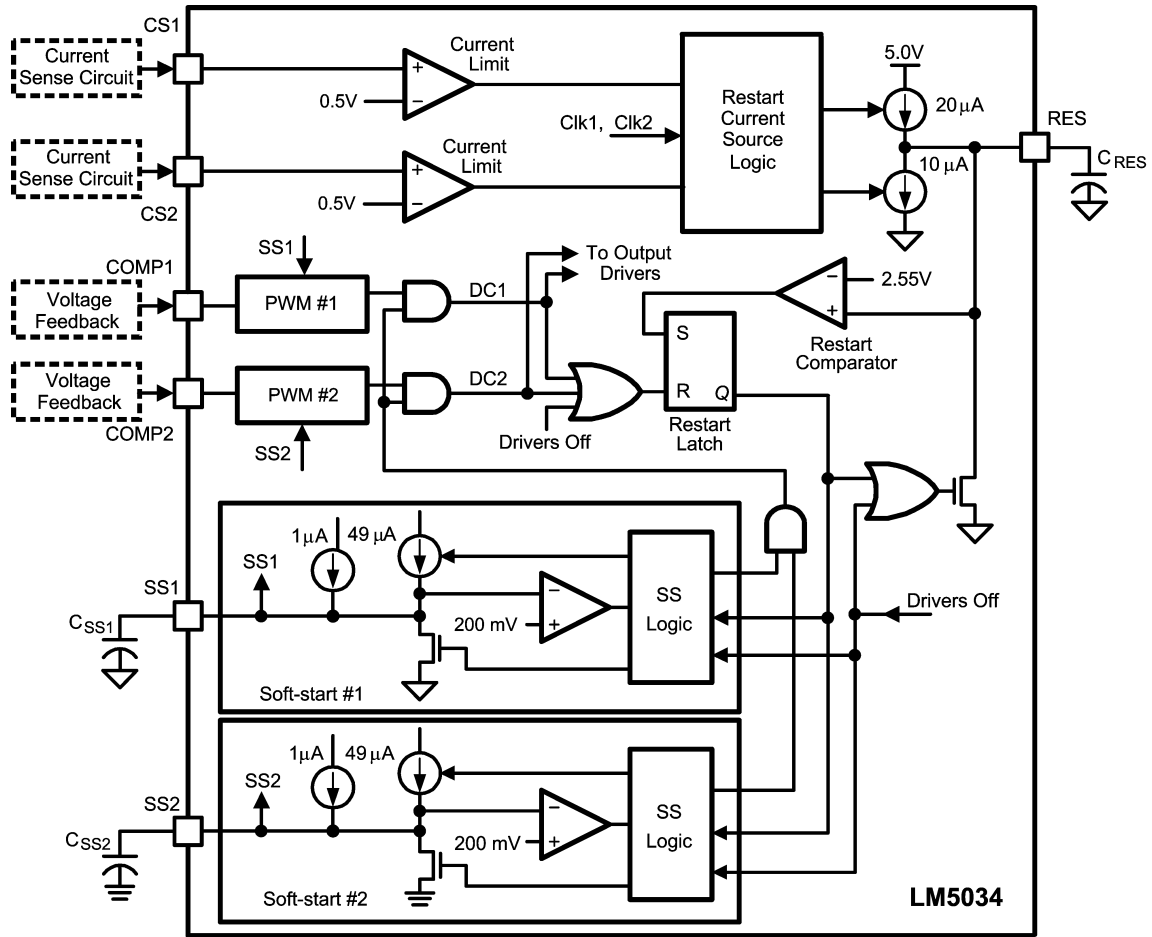 CS1
Current
Sense Circuit
+
0.5V
−
Current
Limit
Restart
Current
Source
Logic
5.0V
20 µA
RES
C RES
10 µA
Clk1, Clk2
Current
Sense Circuit
+
0.5V
−
Current
Limit
CS2
SS1
To Output
Drivers
COMP1
Voltage
Feedback
PWM #1
DC1
−
2.55V
+
Restart
Comparator
S
R
Q
Restart
Latch
Voltage
Feedback
PWM #2
DC2
COMP2
SS2
Drivers Off
1µA
49 µA
SS1
SS1
CSS1
−
+
200 mV
SS
Logic
Drivers Off
Soft-start #1
1µA
49 µA
SS2
SS2
CSS2
−
+
200 mV
SS
Logic
Soft-start #2
LM5034